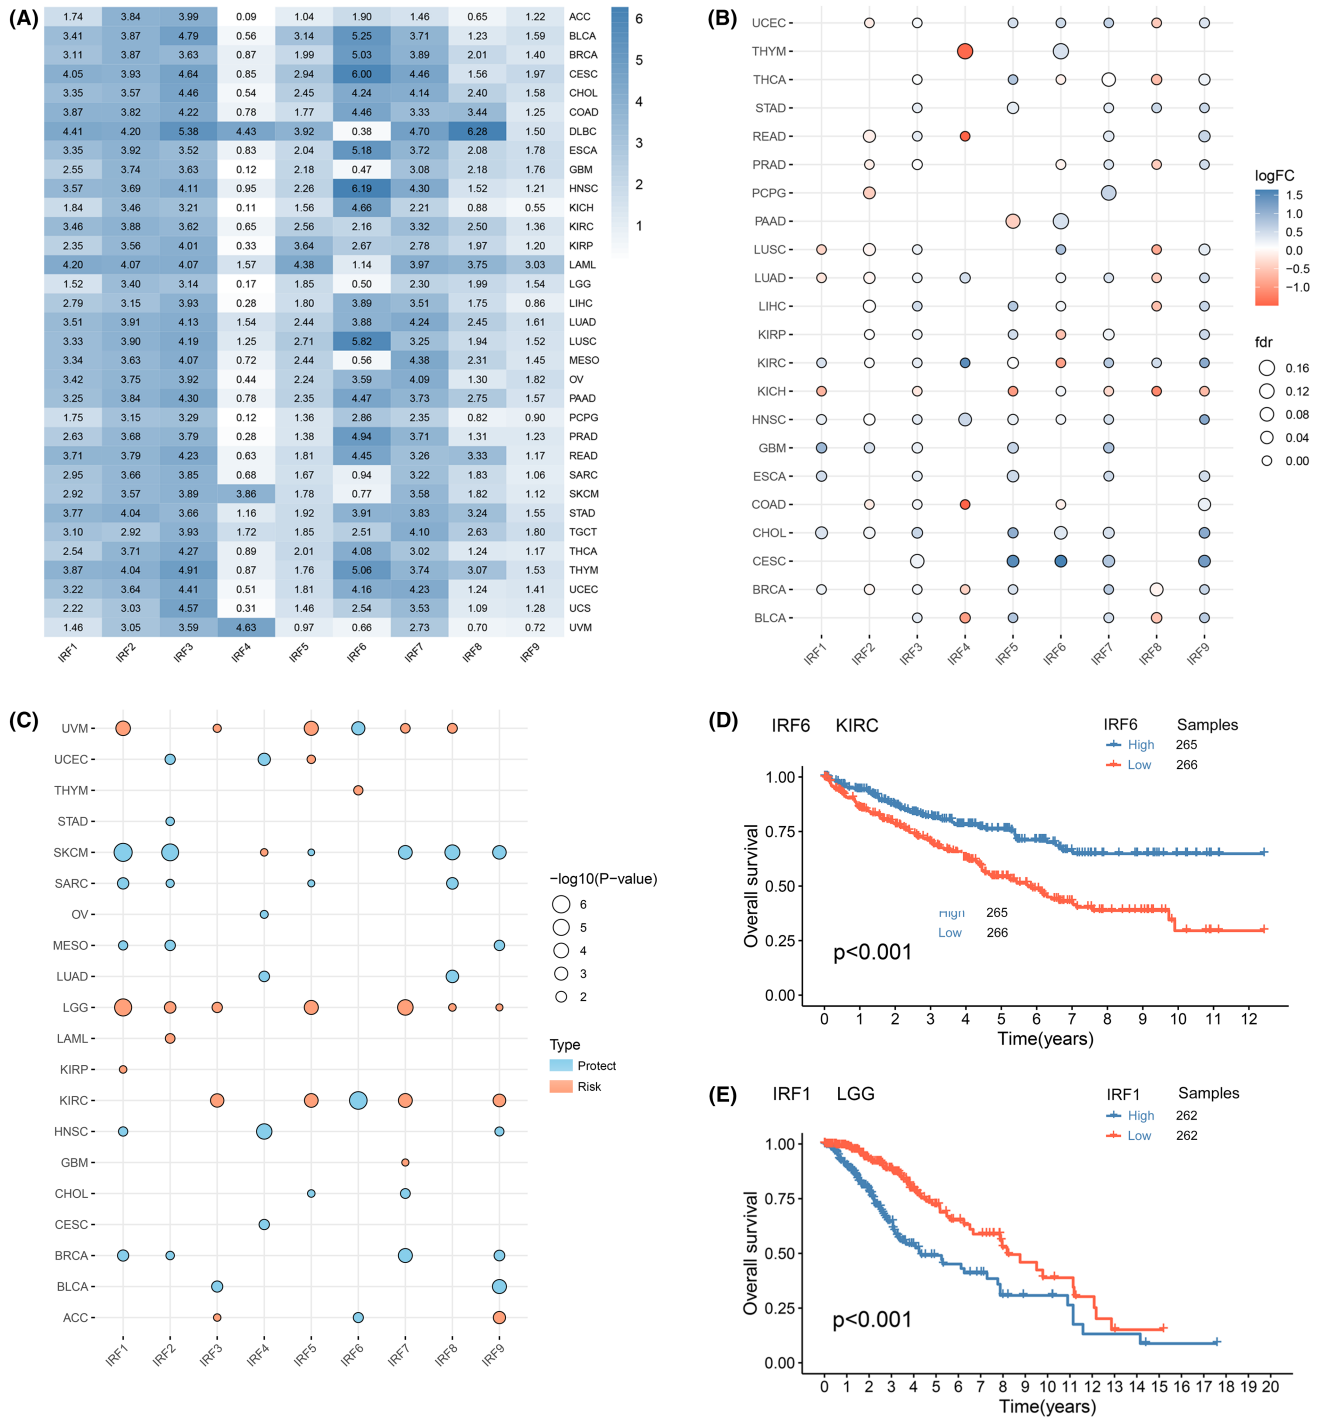 (A)
1.74 3.84 3.99 0.09 1.04 1.90 1.46 0.65 1.22 ACC
3.41 3.87 4.79 0.56 3.14 5.25 3.71 1.23 1.59 BLCA
3.11 3.87 3.63 0.87 1.99 5.03 3.89 2.01 1.40 BRCA
4.05 3.93 4.64 0.85 2.94 6.00 4.46 1.56 1.97 CESC
3.35 3.57 4.46 0.54 2.45 4.24 4.14 2.40 1.58 CHOL
3.87 3.82 4.22 0.78 1.77 4.46 3.33 3.44 1.25 COAD
4.41 4.20 5.38 4.43 3.92 0.38 4.70 6.28 1.50 DLBC
3.35 3.92 3.52 0.83 2.04 5.18 3.72 2.08 1.78 ESCA
2.55 3.74 3.63 0.12 2.18 0.47 3.08 2.18 1.76 GBM
3.57 3.69 4.11 0.95 2.26 6.19 4.30 1.52 1.21 HNSC
1.84 3.46 3.21 0.11 1.56 4.66 2.21 0.88 0.55 KICH
3.46 3.88 3.62 0.65 2.56 2.16 3.32 2.50 1.36 KIRC
2.35 3.56 4.01 0.33 3.64 2.67 2.78 1.97 1.20 KIRP
4.20 4.07 4.07 1.57 4.38 1.14 3.97 3.75 3.03 LAML
1.52 3.40 3.14 0.17 1.85 0.50 2.30 1.99 1.54 LGG
2.79 3.15 3.93 0.28 1.80 3.89 3.51 1.75 0.86 LIHC
3.51 3.91 4.13 1.54 2.44 3.88 4.24 2.45 1.61 LUAD
3.33 3.90 4.19 1.25 2.71 5.82 3.25 1.94 1.52 LUSC
3.34 3.63 4.07 0.72 2.44 0.56 4.38 2.31 1.45 MESO
3.42 3.75 3.92 0.44 2.24 3.59 4.09 1.30 1.82 OV
3.25 3.84 4.30 0.78 2.35 4.47 3.73 2.75 1.57 PAAD
1.75 3.15 3.29 0.12 1.36 2.86 2.35 0.82 0.90 PCPG
2.63 3.68 3.79 0.28 1.38 4.94 3.71 1.31 1.23 PRAD
3.71 3.79 4.23 0.63 1.81 4.45 3.26 3.33 1.17 READ
2.95 3.66 3.85 0.68 1.67 0.94 3.22 1.83 1.06 SARC
2.92 3.57 3.89 3.86 1.78 0.77 3.58 1.82 1.12 SKCM
3.77 4.04 3.66 1.16 1.92 3.91 3.83 3.24 1.55 STAD
3.10 2.92 3.93 1.72 1.85 2.51 4.10 2.63 1.80 TGCT
2.54 3.71 4.27 0.89 2.01 4.08 3.02 1.24 1.17 THCA
3.87 4.04 4.91 0.87 1.76 5.06 3.74 3.07 1.53 THYM
3.22 3.64 4.41 0.51 1.81 4.16 4.23 1.24 1.41 UCEC
2.22 3.03 4.57 0.31 1.46 2.54 3.53 1.09 1.28 UCS
1.46 3.05 3.59 4.63 0.97 0.66 2.73 0.70 0.72 UVM
IRF1 IRF2 IRF3 IRF4 IRF5 IRF6 IRF7 IRF8 IRF9
6
5
4
3
2
1
(B)
UCEC
THYM
THCA
STAD
READ
PRAD
PCPG
PAAD
LUSC
LUAD
LIHC
KIRP
KIRC
KICH
HNSC
GBM
ESCA
COAD
CHOL
CESC
BRCA
BLCA
IRF1 IRF2 IRF3 IRF4 IRF5 IRF6 IRF7 IRF8 IRF9
logFC
1.5
1.0
0.5
0.0
−0.5
−1.0
fdr
0.16
0.12
0.08
0.04
0.00
(C)
UVM
UCEC
THYM
STAD
SKCM
SARC
OV
MESO
LUAD
LGG
LAML
KIRP
KIRC
HNSC
GBM
CHOL
CESC
BRCA
BLCA
ACC
IRF1 IRF2 IRF3 IRF4 IRF5 IRF6 IRF7 IRF8 IRF9
−log10(P−value)
6
5
4
3
2
Type
Protect
Risk
(D) IRF6 KIRC
IRF6 Samples
High 265
Low 266
Overall survival
1.00
0.75
0.50
0.25
0.00
High 265
Low 266
p<0.001
0 1 2 3 4 5 6 7 8 9 10 11 12
Time(years)
(E) IRF1 LGG
IRF1 Samples
High 262
Low 262
Overall survival
1.00
0.75
0.50
0.25
0.00
p<0.001
0 1 2 3 4 5 6 7 8 9 10 11 12 13 14 15 16 17 18 19 20
Time(years)